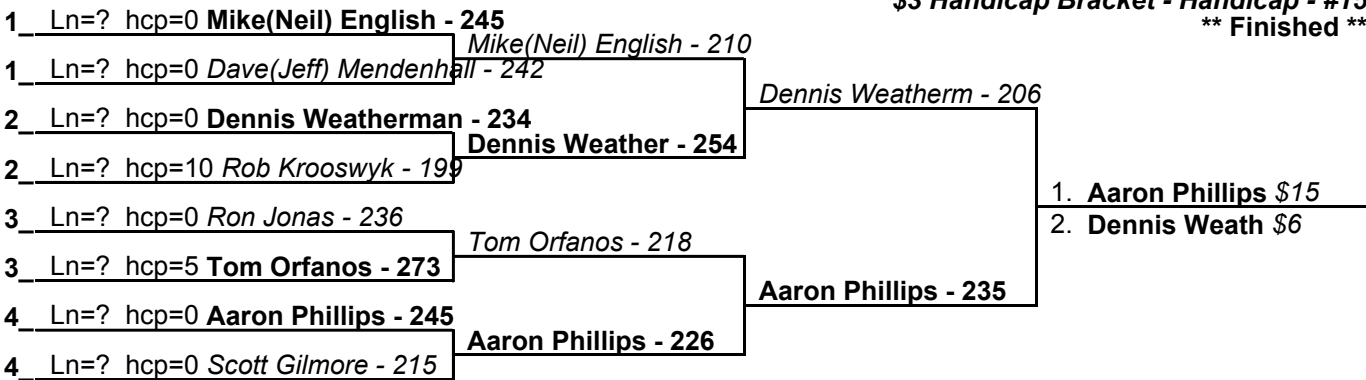 $3 Handicap Bracket - Handicap - #15
** Finished **
1_ Ln=? hcp=0 Mike(Neil) English - 245
Mike(Neil) English - 210
1_ Ln=? hcp=0 Dave(Jeff) Mendenhall - 242
Dennis Weatherm - 206
2_ Ln=? hcp=0 Dennis Weatherman - 234
Dennis Weather - 254
2_ Ln=? hcp=10 Rob Krooswyk - 199
1. Aaron Phillips $15
2. Dennis Weath $6
3_ Ln=? hcp=0 Ron Jonas - 236
Tom Orfanos - 218
3_ Ln=? hcp=5 Tom Orfanos - 273
Aaron Phillips - 235
4_ Ln=? hcp=0 Aaron Phillips - 245
Aaron Phillips - 226
4_ Ln=? hcp=0 Scott Gilmore - 215